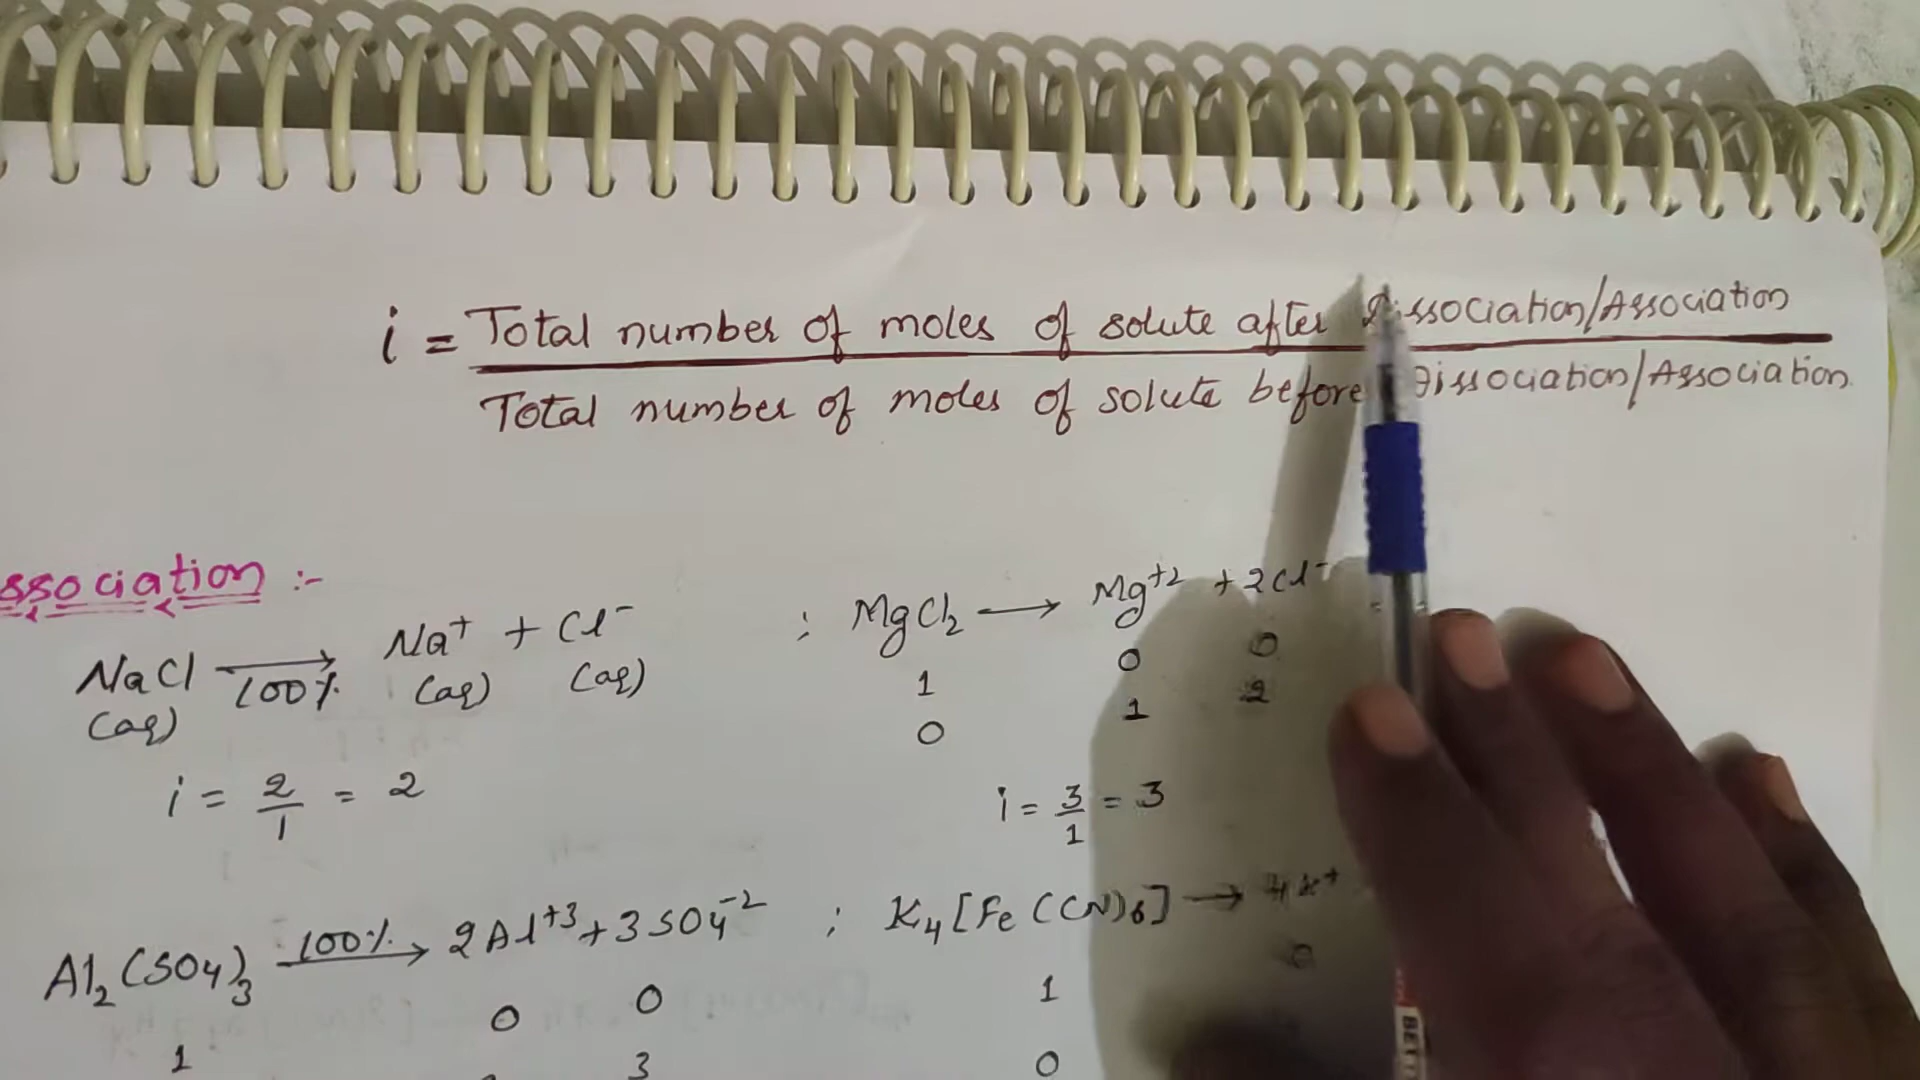 i = Total number of moles of solute after Dissociation/Association
Total number of moles of solute before Dissociation/Association
ssociation :-
NaCl ⟶ Na⁺ + Cl⁻ ; MgCl₂ ⟶ Mg⁺² + 2Cl⁻
100%
(aq) (aq) (aq)
1 0 0
0 1 2
i = 2/1 = 2
i = 3/1 = 3
Al₂(SO₄)₃ 100% ⟶ 2Al⁺³ + 3SO₄⁻² ; K₄[Fe(CN)₆] ⟶ 4K⁺
0 0 1 0
1 3 0